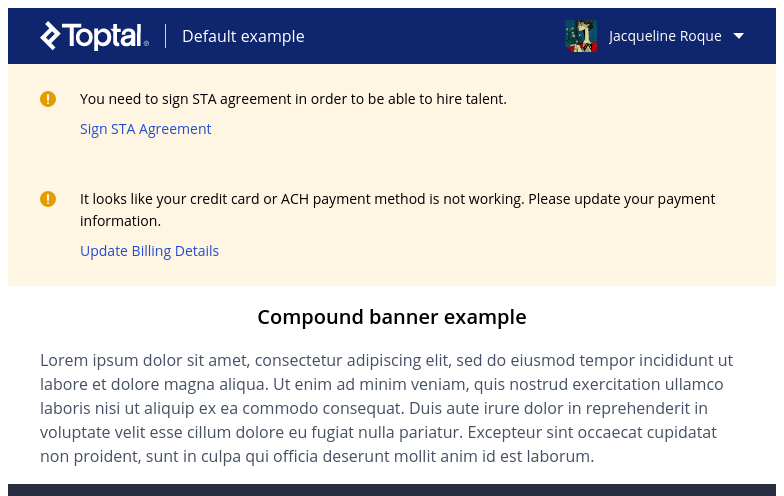 Toptal® Default example Jacqueline Roque
You need to sign STA agreement in order to be able to hire talent.
Sign STA Agreement
It looks like your credit card or ACH payment method is not working. Please update your payment
information.
Update Billing Details
Compound banner example
Lorem ipsum dolor sit amet, consectetur adipiscing elit, sed do eiusmod tempor incididunt ut
labore et dolore magna aliqua. Ut enim ad minim veniam, quis nostrud exercitation ullamco
laboris nisi ut aliquip ex ea commodo consequat. Duis aute irure dolor in reprehenderit in
voluptate velit esse cillum dolore eu fugiat nulla pariatur. Excepteur sint occaecat cupidatat
non proident, sunt in culpa qui officia deserunt mollit anim id est laborum.